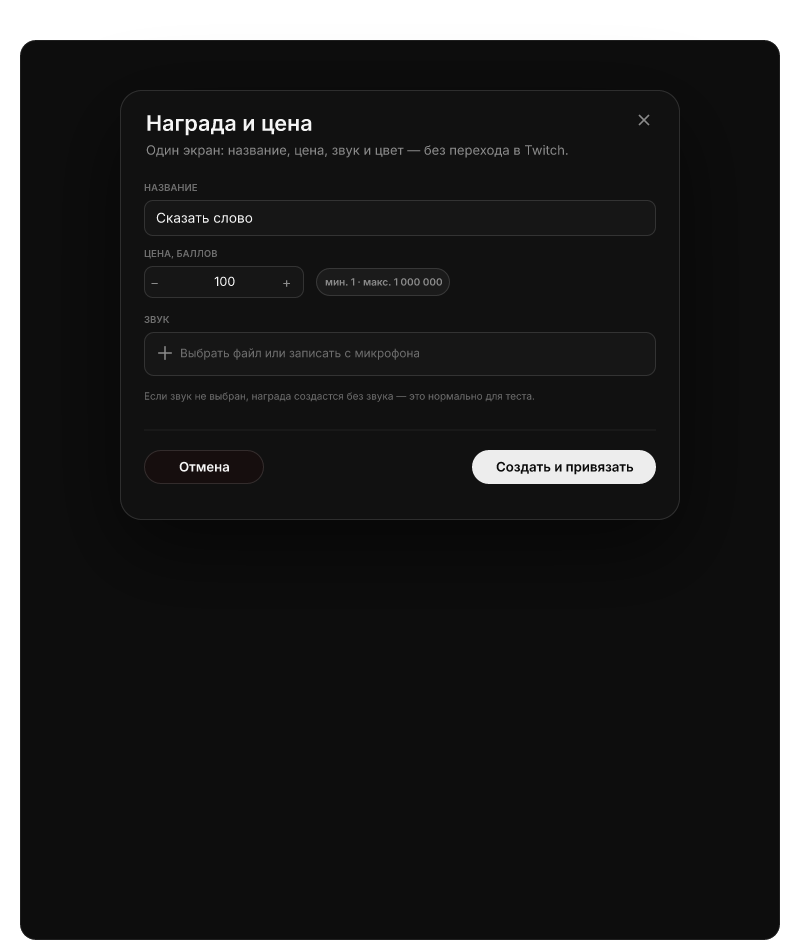 Награда и цена
Один экран: название, цена, звук и цвет — без перехода в Twitch.
НАЗВАНИЕ
Сказать слово
ЦЕНА, БАЛЛОВ
– 100 + мин. 1 · макс. 1 000 000
ЗВУК
Выбрать файл или записать с микрофона
Если звук не выбран, награда создастся без звука — это нормально для теста.
Отмена Создать и привязать